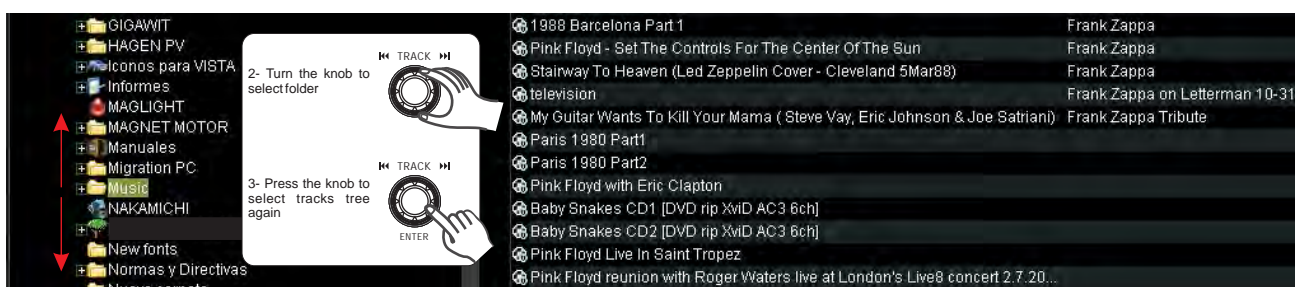 GIGAWIT
HAGEN PV
Iconos para VISTA
Informes
MAGLIGHT
MAGNET MOTOR
Manuales
Migration PC
Music
NAKAMICHI
New fonts
Normas y Directivas
2- Turn the knob to
select folder
TRACK
3- Press the knob to
select tracks tree
again
TRACK
ENTER
1988 Barcelona Part 1 Frank Zappa
Pink Floyd - Set The Controls For The Center Of The Sun Frank Zappa
Stairway To Heaven (Led Zeppelin Cover - Cleveland 5Mar88) Frank Zappa
television Frank Zappa on Letterman 10-31
My Guitar Wants To Kill Your Mama ( Steve Vay, Eric Johnson & Joe Satriani) Frank Zappa Tribute
Paris 1980 Part1
Paris 1980 Part2
Pink Floyd with Eric Clapton
Baby Snakes CD1 [DVD rip XviD AC3 6ch]
Baby Snakes CD2 [DVD rip XviD AC3 6ch]
Pink Floyd Live In Saint Tropez
Pink Floyd reunion with Roger Waters live at London's Live8 concert 2.7.20...